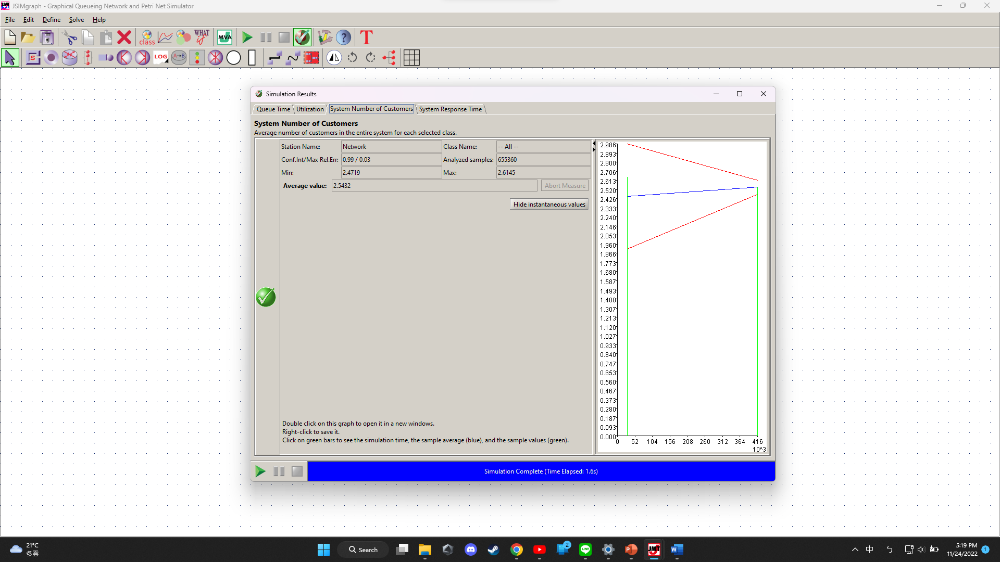 JSIMgraph - Graphical Queueing Network and Petri Net Simulator
File Edit Define Solve Help
class WHAT if MVA ? T
S LOG A→B
Simulation Results
Queue Time Utilization System Number of Customers System Response Time
System Number of Customers
Average number of customers in the entire system for each selected class.
Station Name: Network Class Name: -- All --
Conf.Int/Max Rel.Err: 0.99 / 0.03 Analyzed samples: 655360
Min: 2.4719 Max: 2.6145
Average value: 2.5432 Abort Measure
Hide instantaneous values
Double click on this graph to open it in a new windows.
Right-click to save it.
Click on green bars to see the simulation time, the sample average (blue), and the sample values (green).
2.986
2.893
2.800
2.706
2.613
2.520
2.426
2.333
2.240
2.146
2.053
1.960
1.866
1.773
1.680
1.587
1.493
1.400
1.307
1.213
1.120
1.027
0.933
0.840
0.747
0.653
0.560
0.467
0.373
0.280
0.187
0.093
0.000
0 52 104 156 208 260 312 364 416
10^3
Simulation Complete (Time Elapsed: 1.6s)
21°C
多雲
Search
2
LINE
P
JMT
W
中
5:19 PM
11/24/2022
1